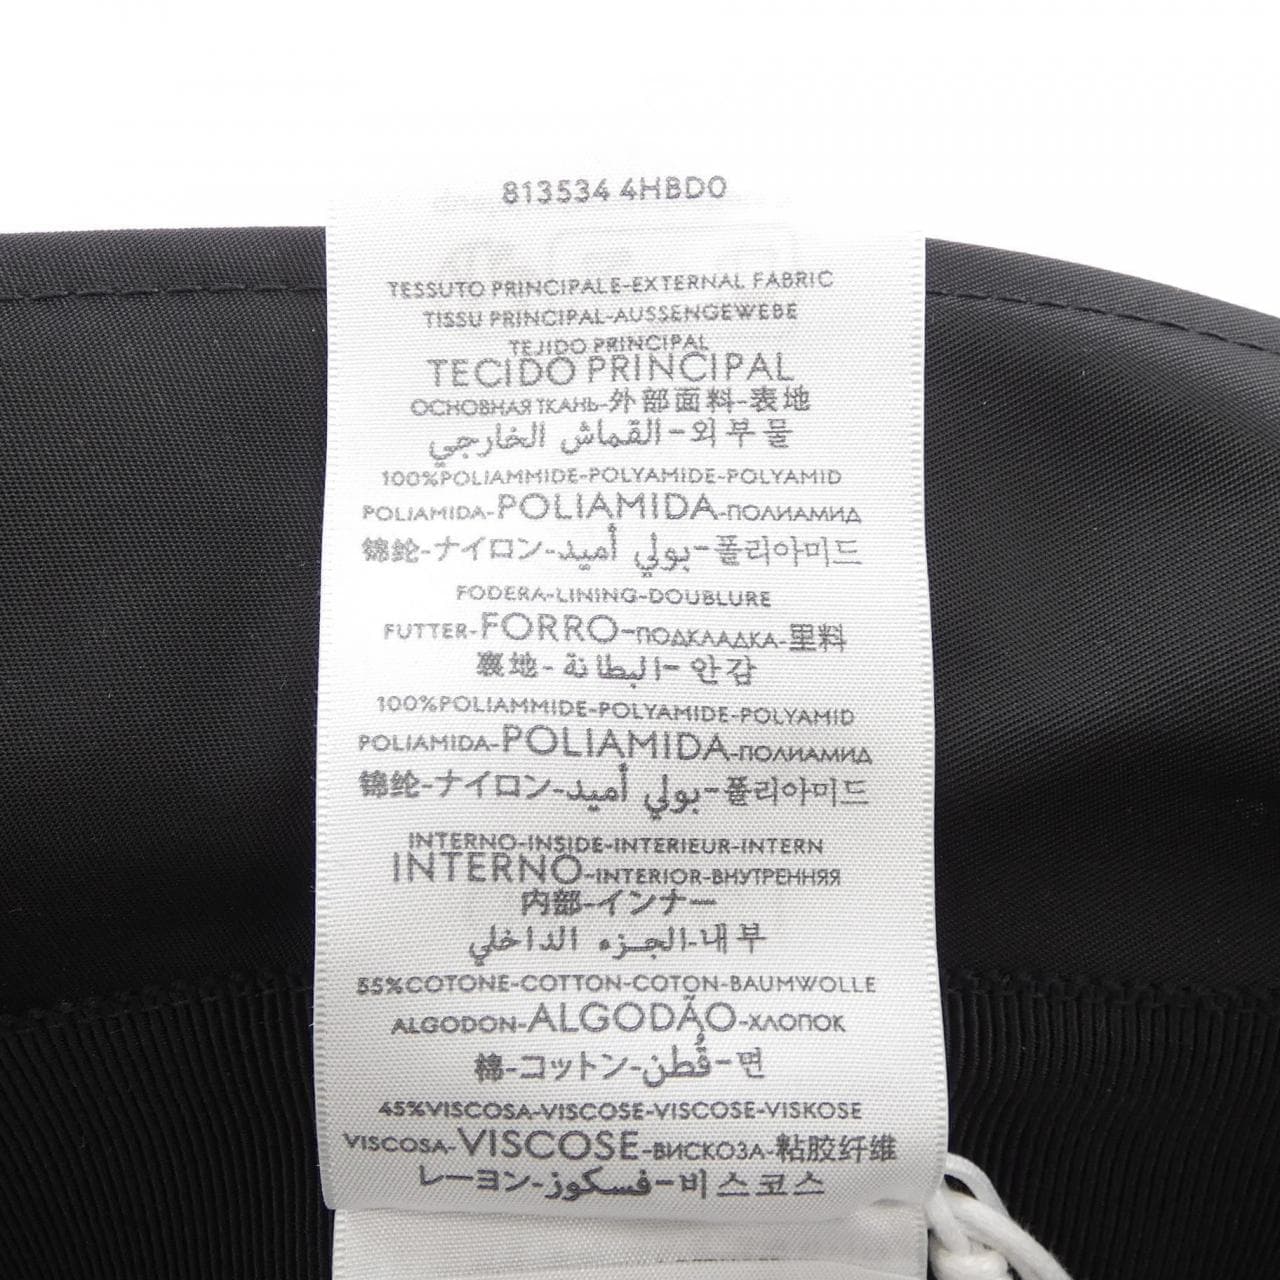 813534 4HBD0
TESSUTO PRINCIPALE-EXTERNAL FABRIC
TISSU PRINCIPAL-AUSSENGEWEBE
TEJIDO PRINCIPAL
TECIDO PRINCIPAL
ОСНОВНАЯ ТКАНЬ-外部面料-表地
القماش الخارجي-외부물
100%POLIAMMIDE-POLYAMIDE-POLYAMID
POLIAMIDA-POLIAMIDA-ПОЛИАМИД
锦纶-ナイロン-بولي أميد-폴리아미드
FODERA-LINING-DOUBLURE
FUTTER-FORRO-ПОДКЛАДКА-里料
裏地-البطانة-안감
100%POLIAMMIDE-POLYAMIDE-POLYAMID
POLIAMIDA-POLIAMIDA-ПОЛИАМИД
锦纶-ナイロン-بولي أميد-폴리아미드
INTERNO-INSIDE-INTERIEUR-INTERN
INTERNO-INTERIOR-ВНУТРЕННЯЯ
内部-インナー
الجزء الداخلي-내부
55%COTONE-COTTON-COTON-BAUMWOLLE
ALGODON-ALGODÃO-ХЛОПОК
棉-コットン-قُطن-면
45%VISCOSA-VISCOSE-VISCOSE-VISKOSE
VISCOSA-VISCOSE-ВИСКОЗА-粘胶纤维
レーヨン-فسكوز-비스코스